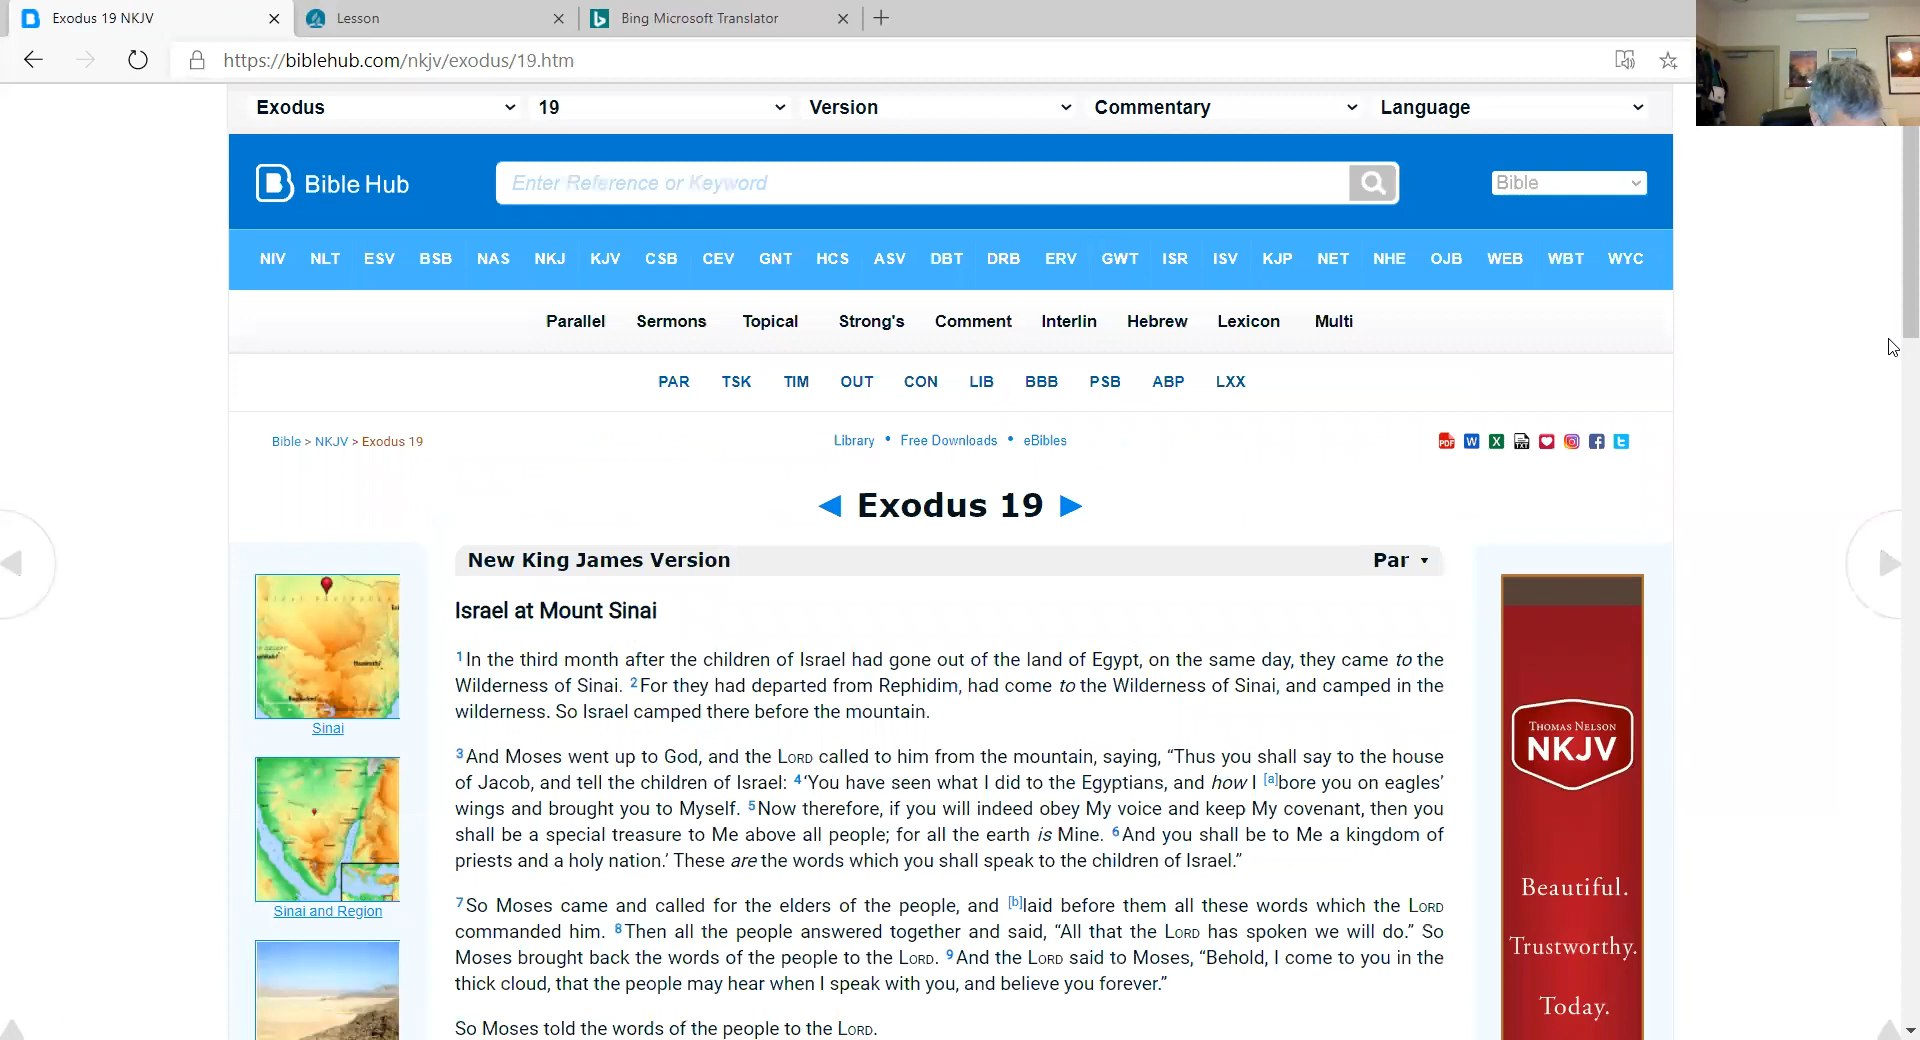 Exodus 19 NKJV
Lesson
Bing Microsoft Translator
https://biblehub.com/nkjv/exodus/19.htm
Exodus 19 Version Commentary Language
Bible Hub Enter Reference or Keyword Bible
NIV NLT ESV BSB NAS NKJ KJV CSB CEV GNT HCS ASV DBT DRB ERV GWT ISR ISV KJP NET NHE OJB WEB WBT WYC
Parallel Sermons Topical Strong's Comment Interlin Hebrew Lexicon Multi
PAR TSK TIM OUT CON LIB BBB PSB ABP LXX
Bible > NKJV > Exodus 19
Library • Free Downloads • eBibles
◄ Exodus 19 ►
New King James Version Par ▾
Israel at Mount Sinai
1In the third month after the children of Israel had gone out of the land of Egypt, on the same day, they came to the
Wilderness of Sinai. 2For they had departed from Rephidim, had come to the Wilderness of Sinai, and camped in the
wilderness. So Israel camped there before the mountain.
3And Moses went up to God, and the LORD called to him from the mountain, saying, “Thus you shall say to the house
of Jacob, and tell the children of Israel: 4‘You have seen what I did to the Egyptians, and how I [a]bore you on eagles’
wings and brought you to Myself. 5Now therefore, if you will indeed obey My voice and keep My covenant, then you
shall be a special treasure to Me above all people; for all the earth is Mine. 6And you shall be to Me a kingdom of
priests and a holy nation.’ These are the words which you shall speak to the children of Israel.”
7So Moses came and called for the elders of the people, and [b]laid before them all these words which the LORD
commanded him. 8Then all the people answered together and said, “All that the LORD has spoken we will do.” So
Moses brought back the words of the people to the LORD. 9And the LORD said to Moses, “Behold, I come to you in the
thick cloud, that the people may hear when I speak with you, and believe you forever.”
So Moses told the words of the people to the LORD.
Sinai
Sinai and Region
THOMAS NELSON
NKJV
Beautiful.
Trustworthy.
Today.